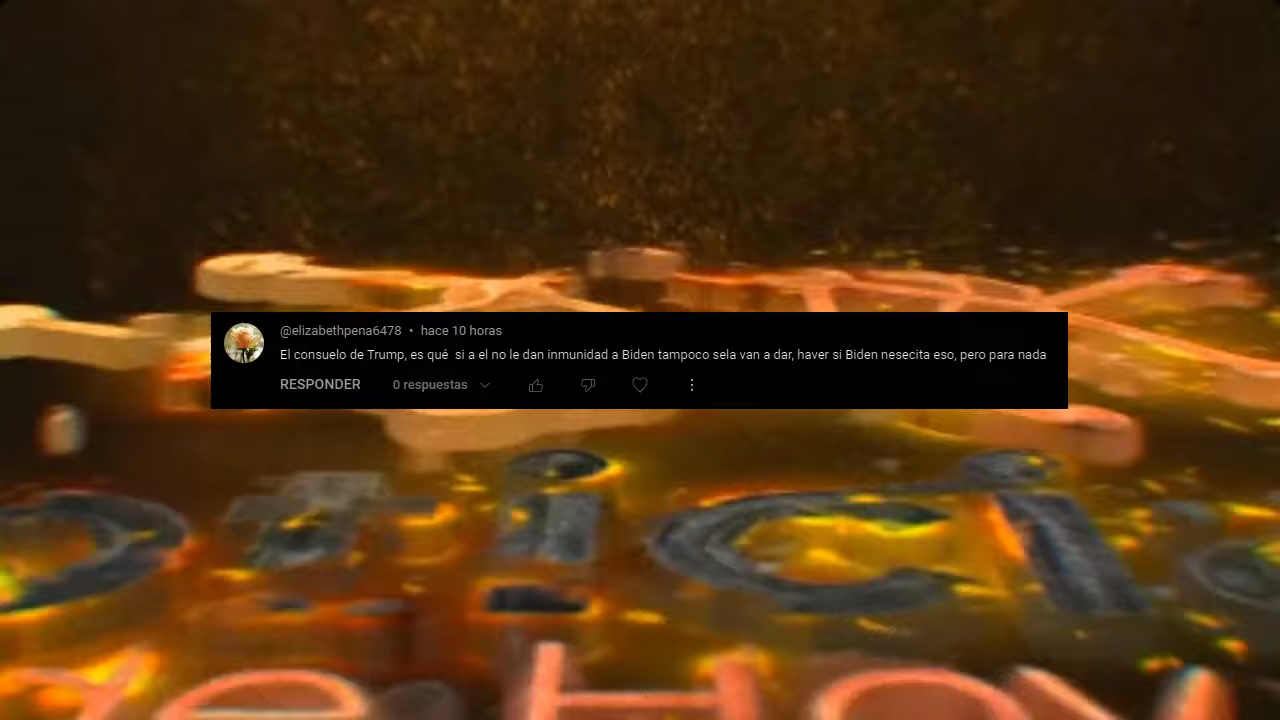 @elizabethpena6478 • hace 10 horas
El consuelo de Trump, es qué  si a el no le dan inmunidad a Biden tampoco sela van a dar, haver si Biden nesecita eso, pero para nada
RESPONDER 0 respuestas